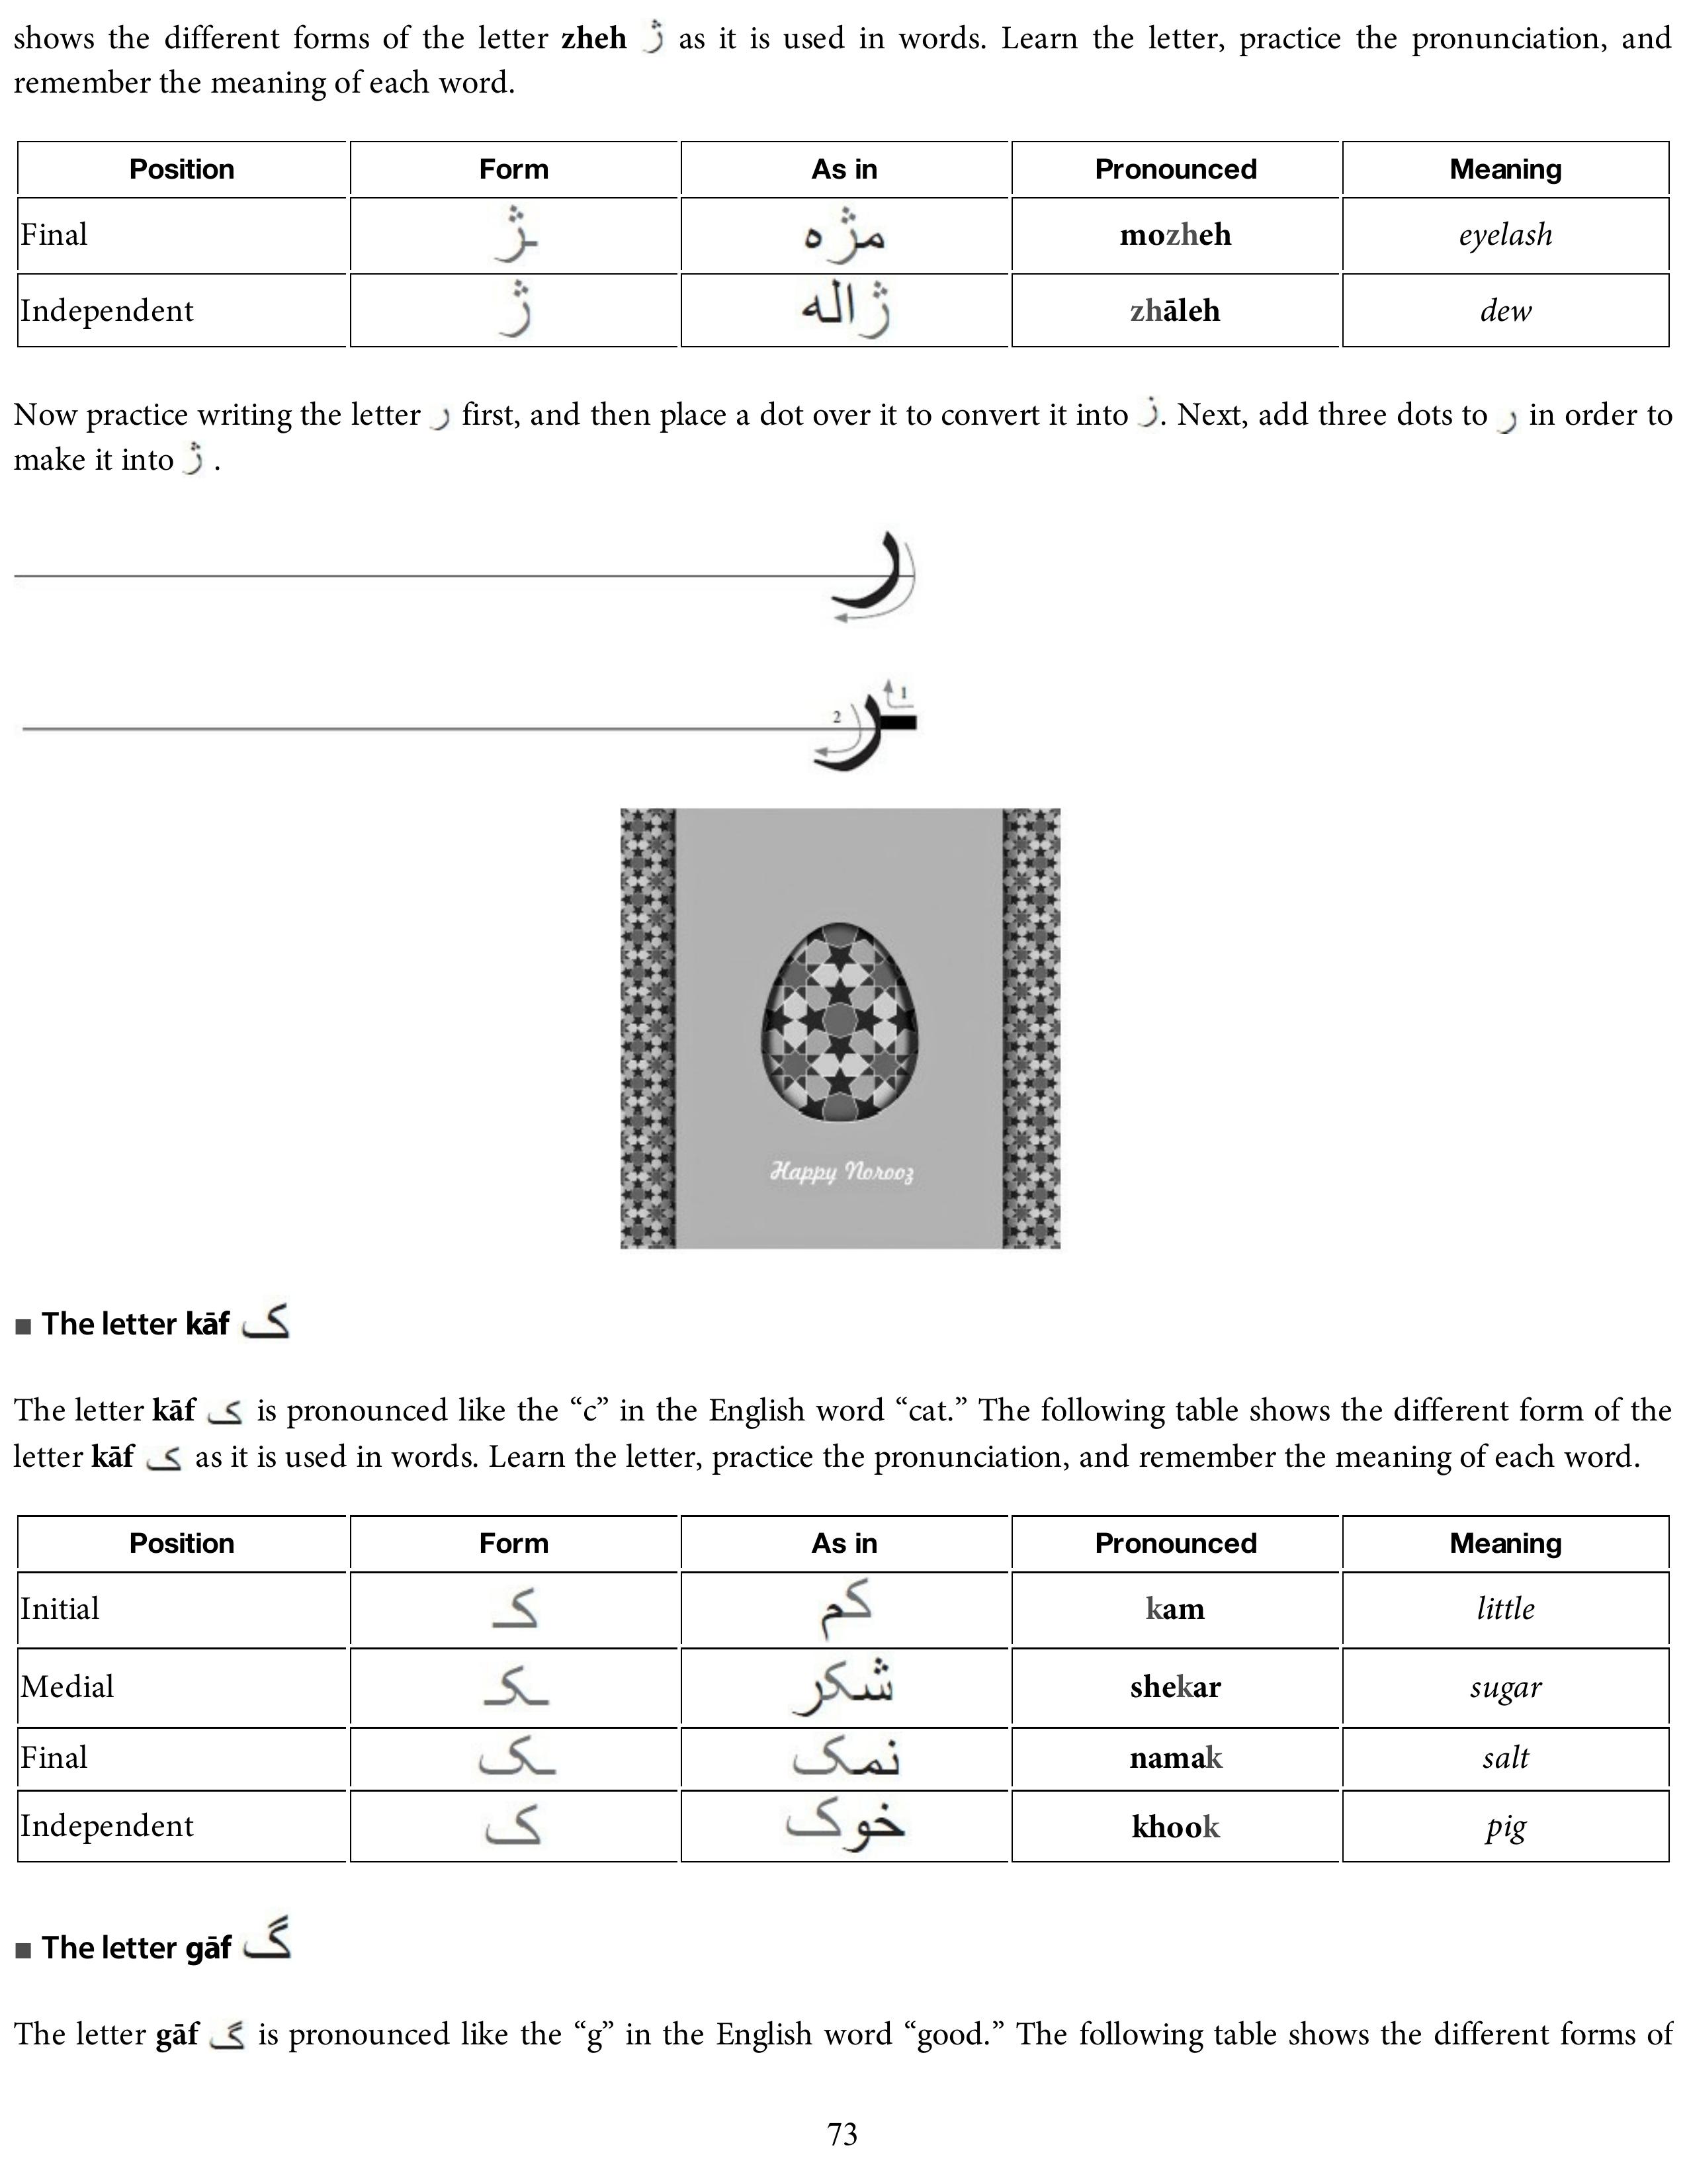 shows the different forms of the letter zheh ژ as it is used in words. Learn the letter, practice the pronunciation, and
remember the meaning of each word.
Position Form As in Pronounced Meaning
Final ـژ مژه mozheh eyelash
Independent ژ ژاله zhāleh dew
Now practice writing the letter ر first, and then place a dot over it to convert it into ز. Next, add three dots to ر in order to
make it into ژ .
ر
1
2 ـر
Happy Norooz
■ The letter kāf ک
The letter kāf ک is pronounced like the “c” in the English word “cat.” The following table shows the different form of the
letter kāf ک as it is used in words. Learn the letter, practice the pronunciation, and remember the meaning of each word.
Position Form As in Pronounced Meaning
Initial کـ کم kam little
Medial ـکـ شکر shekar sugar
Final ـک نمک namak salt
Independent ک خوک khook pig
■ The letter gāf گ
The letter gāf گ is pronounced like the “g” in the English word “good.” The following table shows the different forms of
73